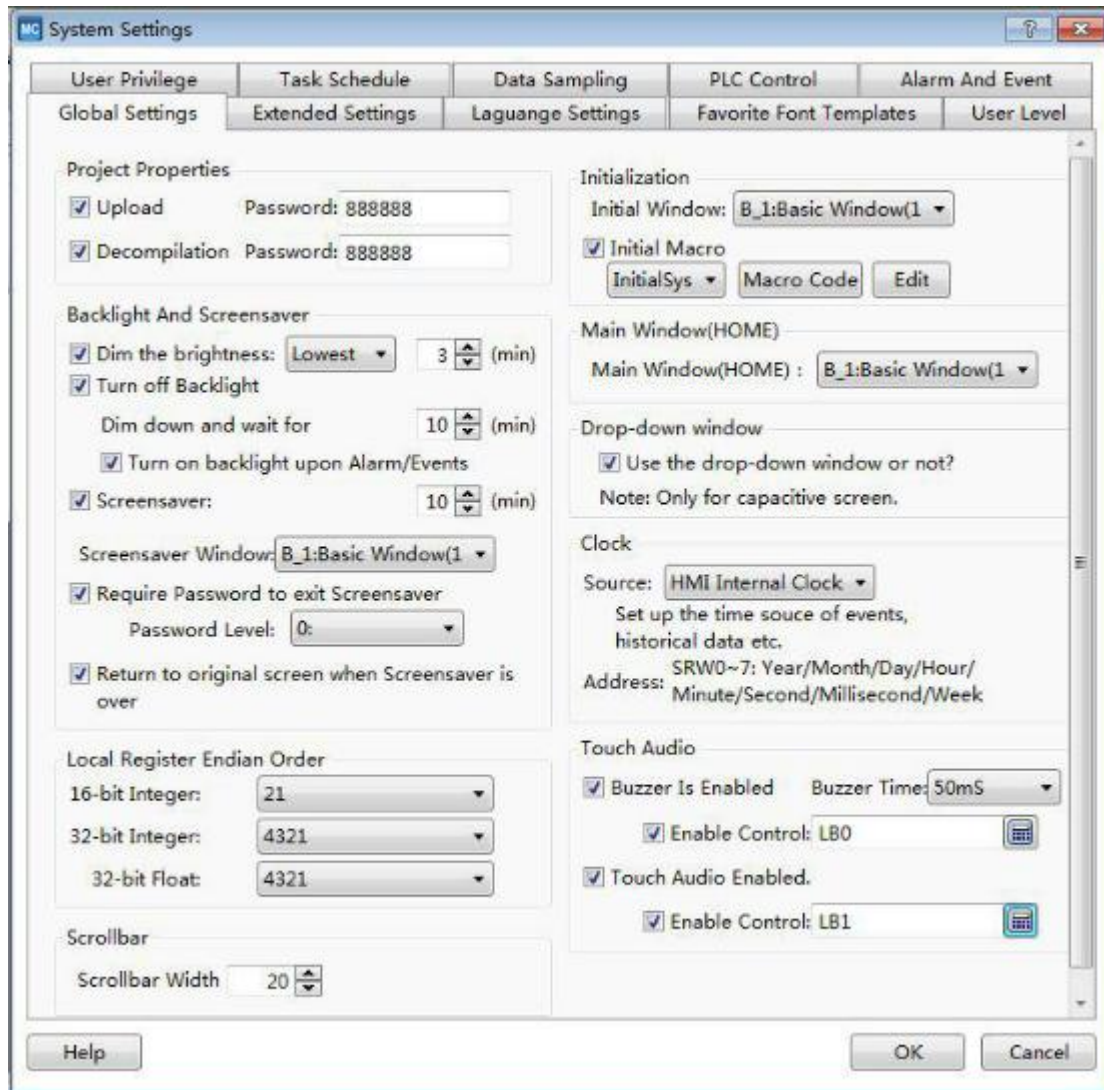 MC System Settings
User Privilege Task Schedule Data Sampling PLC Control Alarm And Event
Global Settings Extended Settings Laguange Settings Favorite Font Templates User Level
Project Properties
Upload Password: 888888
Decompilation Password: 888888
Backlight And Screensaver
Dim the brightness: Lowest 3 (min)
Turn off Backlight
Dim down and wait for 10 (min)
Turn on backlight upon Alarm/Events
Screensaver: 10 (min)
Screensaver Window: B_1:Basic Window(1
Require Password to exit Screensaver
Password Level: 0:
Return to original screen when Screensaver is
over
Local Register Endian Order
16-bit Integer: 21
32-bit Integer: 4321
32-bit Float: 4321
Scrollbar
Scrollbar Width 20
Initialization
Initial Window: B_1:Basic Window(1
Initial Macro
InitialSys Macro Code Edit
Main Window(HOME)
Main Window(HOME) : B_1:Basic Window(1
Drop-down window
Use the drop-down window or not?
Note: Only for capacitive screen.
Clock
Source: HMI Internal Clock
Set up the time souce of events,
historical data etc.
Address: SRW0~7: Year/Month/Day/Hour/
Minute/Second/Millisecond/Week
Touch Audio
Buzzer Is Enabled Buzzer Time: 50mS
Enable Control: LB0
Touch Audio Enabled.
Enable Control: LB1
Help OK Cancel